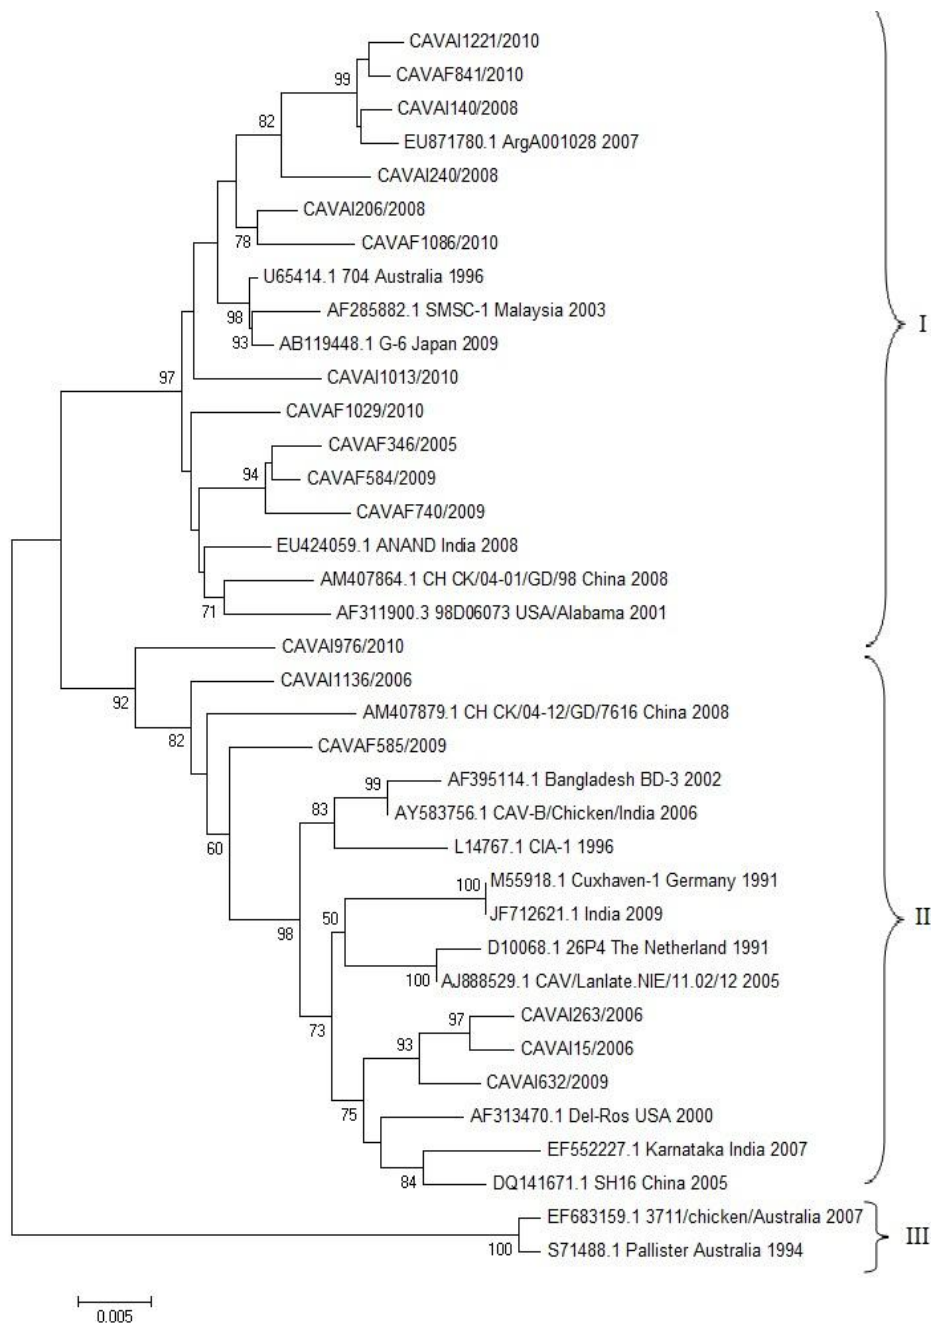 CAVAI1221/2010
99
CAVAF841/2010
CAVAI140/2008
82
EU871780.1 ArgA001028 2007
CAVAI240/2008
CAVAI206/2008
78
CAVAF1086/2010
U65414.1 704 Australia 1996
98
AF285882.1 SMSC-1 Malaysia 2003
I
93
AB119448.1 G-6 Japan 2009
97
CAVAI1013/2010
CAVAF1029/2010
CAVAF346/2005
94
CAVAF584/2009
CAVAF740/2009
EU424059.1 ANAND India 2008
AM407864.1 CH CK/04-01/GD/98 China 2008
71
AF311900.3 98D06073 USA/Alabama 2001
CAVAI976/2010
CAVAI1136/2006
92
AM407879.1 CH CK/04-12/GD/7616 China 2008
82
CAVAF585/2009
AF395114.1 Bangladesh BD-3 2002
99
AY583756.1 CAV-B/Chicken/India 2006
83
60
L14767.1 CIA-1 1996
M55918.1 Cuxhaven-1 Germany 1991
100
JF712621.1 India 2009
50
II
98
D10068.1 26P4 The Netherland 1991
100
AJ888529.1 CAV/Lanlate.NIE/11.02/12 2005
CAVAI263/2006
97
73
CAVAI15/2006
93
CAVAI632/2009
75
AF313470.1 Del-Ros USA 2000
EF552227.1 Karnataka India 2007
84
DQ141671.1 SH16 China 2005
EF683159.1 3711/chicken/Australia 2007
III
100
S71488.1 Pallister Australia 1994
0.005